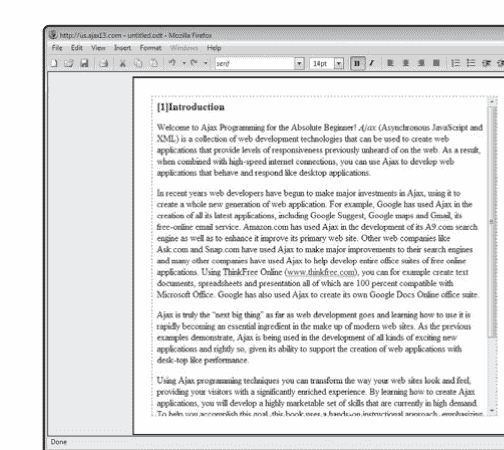 http://us.ajax13.com - untitled.odt - Mozilla Firefox
File Edit View Insert Format Windows Help
serif 14pt B I
[1]Introduction
Welcome to Ajax Programming for the Absolute Beginner! Ajax (Asynchronous JavaScript and
XML) is a collection of web development technologies that can be used to create web
applications that provide levels of responsiveness previously unheard of on the web. As a result,
when combined with high-speed internet connections, you can use Ajax to develop web
applications that behave and respond like desktop applications.
In recent years web developers have begun to make major investments in Ajax, using it to
create a whole new generation of web application. For example, Google has used Ajax in the
creation of all its latest applications, including Google Suggest, Google maps and Gmail, its
free-online email service. Amazon.com has used Ajax in the development of its A9.com search
engine as well as to enhance it improve its primary web site. Other web companies like
Ask.com and Snap.com have used Ajax to make major improvements to their search engines
and many other companies have used Ajax to help develop entire office suites of free online
applications. Using ThinkFree Online (www.thinkfree.com), you can for example create text
documents, spreadsheets and presentation all of which are 100 percent compatible with
Microsoft Office. Google has also used Ajax to create its own Google Docs Online office suite.
Ajax is truly the "next big thing" as far as web development goes and learning how to use it is
rapidly becoming an essential ingredient in the make up of modern web sites. As the previous
examples demonstrate, Ajax is being used in the development of all kinds of exciting new
applications and rightly so, given its ability to support the creation of web applications with
desk-top like performance.
Using Ajax programming techniques you can transform the way your web sites look and feel,
providing your visitors with a significantly enriched experience. By learning how to create Ajax
applications, you will develop a highly marketable set of skills that are currently in high demand.
To help you accomplish this goal, this book uses a hands-on instructional approach, emphasizing
Done